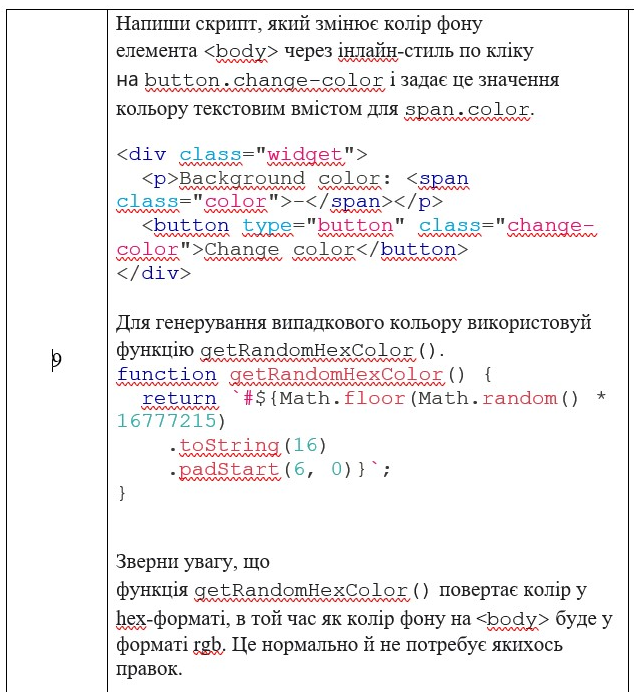 Напиши скрипт, який змінює колір фону
елемента <body> через інлайн-стиль по кліку
на button.change-color і задає це значення
кольору текстовим вмістом для span.color.
<div class="widget">
  <p>Background color: <span
class="color">-</span></p>
  <button type="button" class="change-
color">Change color</button>
</div>
Для генерування випадкового кольору використовуй
9
функцію getRandomHexColor().
function getRandomHexColor() {
  return `#${Math.floor(Math.random() *
16777215)
    .toString(16)
    .padStart(6, 0)}`;
}
Зверни увагу, що
функція getRandomHexColor() повертає колір у
hex-форматі, в той час як колір фону на <body> буде у
форматі rgb. Це нормально й не потребує якихось
правок.